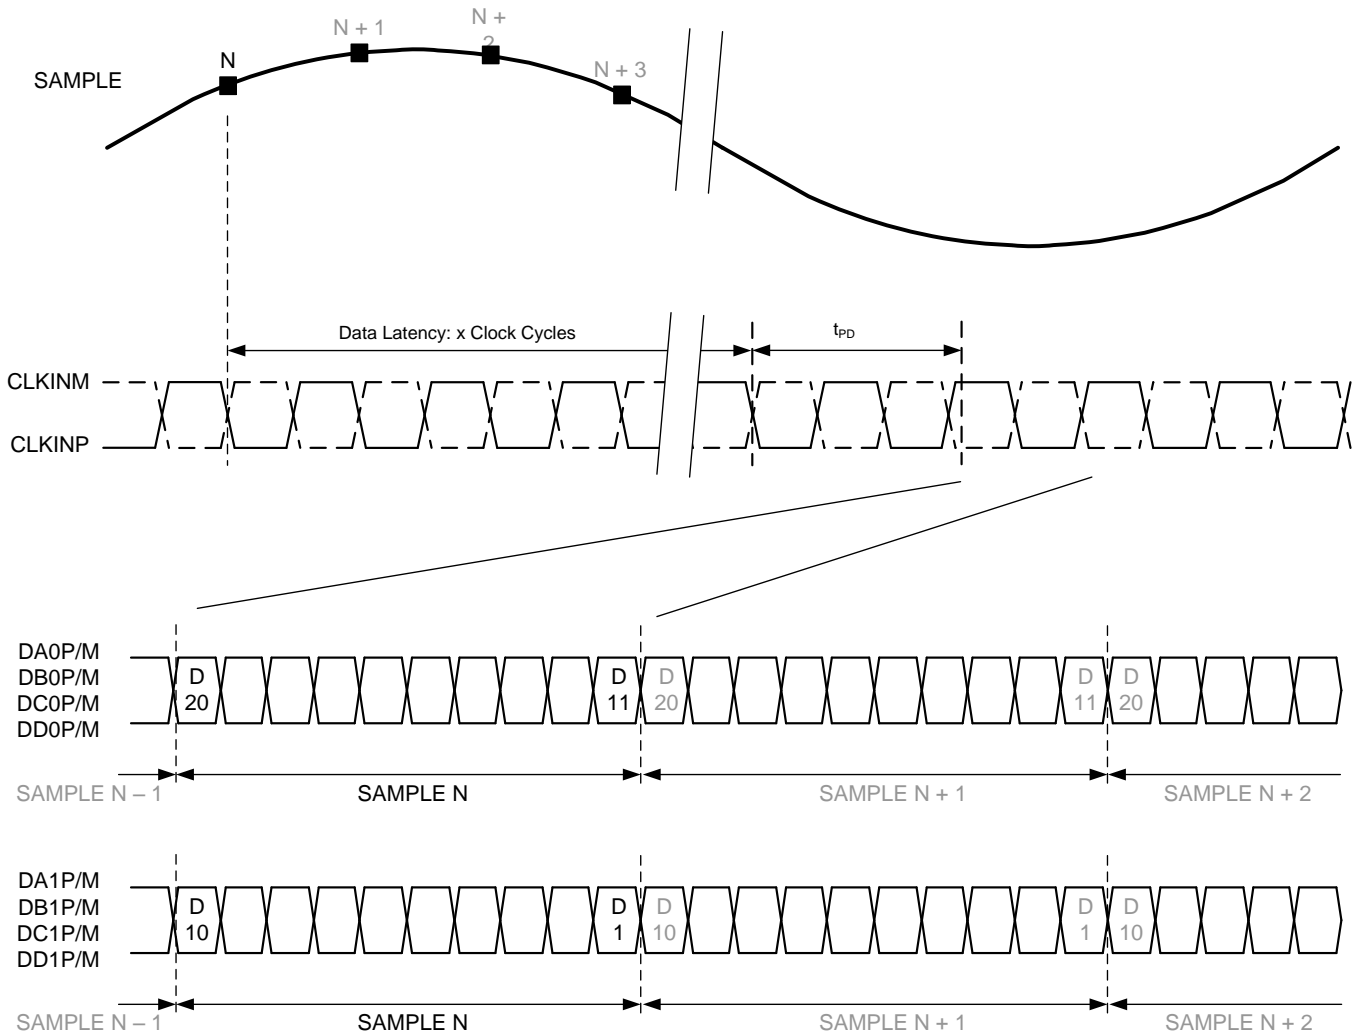 N + 1
N +
2
N
N + 3
SAMPLE
Data Latency: x Clock Cycles
tPD
CLKINM
CLKINP
DA0P/M
DB0P/M
DC0P/M
DD0P/M
D
20
D
11
D
20
D
11
D
20
SAMPLE N – 1
SAMPLE N
SAMPLE N + 1
SAMPLE N + 2
DA1P/M
DB1P/M
DC1P/M
DD1P/M
D
10
D
1
D
10
D
1
D
10
SAMPLE N – 1
SAMPLE N
SAMPLE N + 1
SAMPLE N + 2